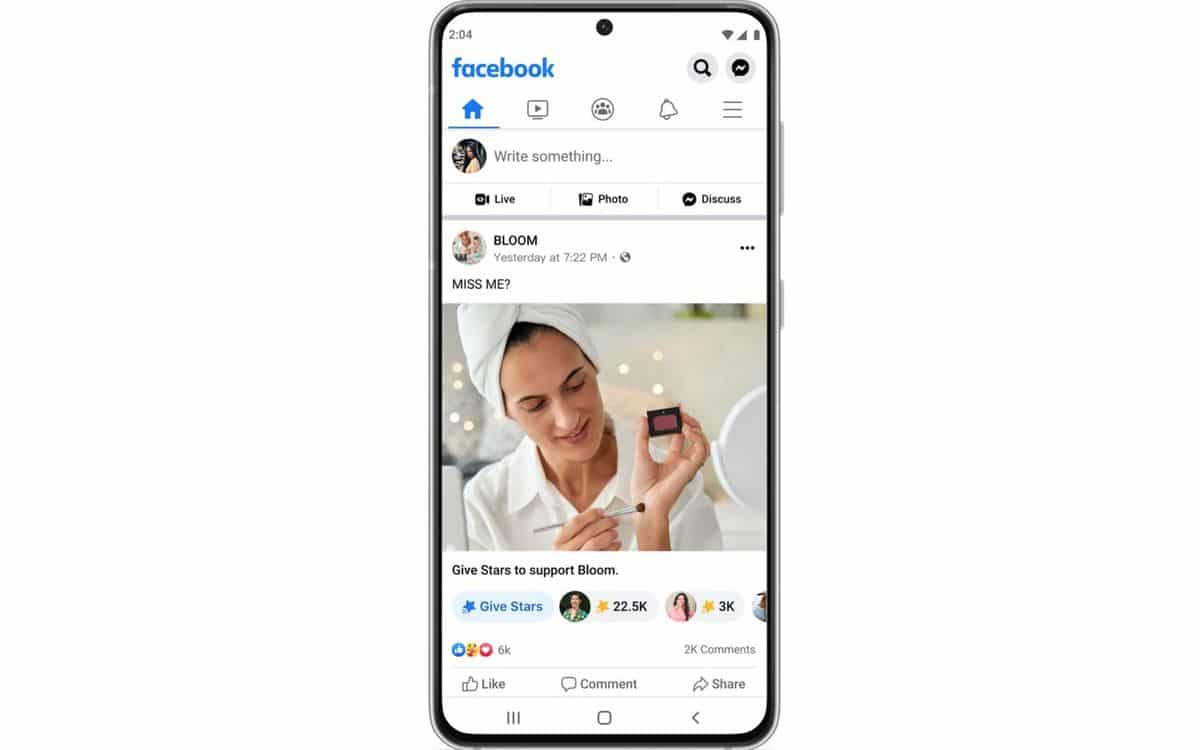 2:04
facebook
Write something...
Live Photo Discuss
BLOOM
Yesterday at 7:22 PM ·
MISS ME?
Give Stars to support Bloom.
Give Stars 22.5K 3K
6k 2K Comments
Like Comment Share